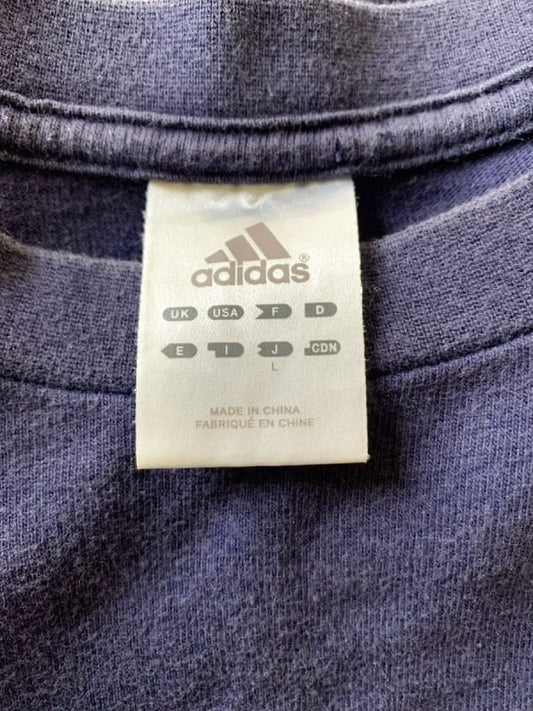 adidas®
UK USA F D
E I J CDN
L
MADE IN CHINA
FABRIQUÉ EN CHINE